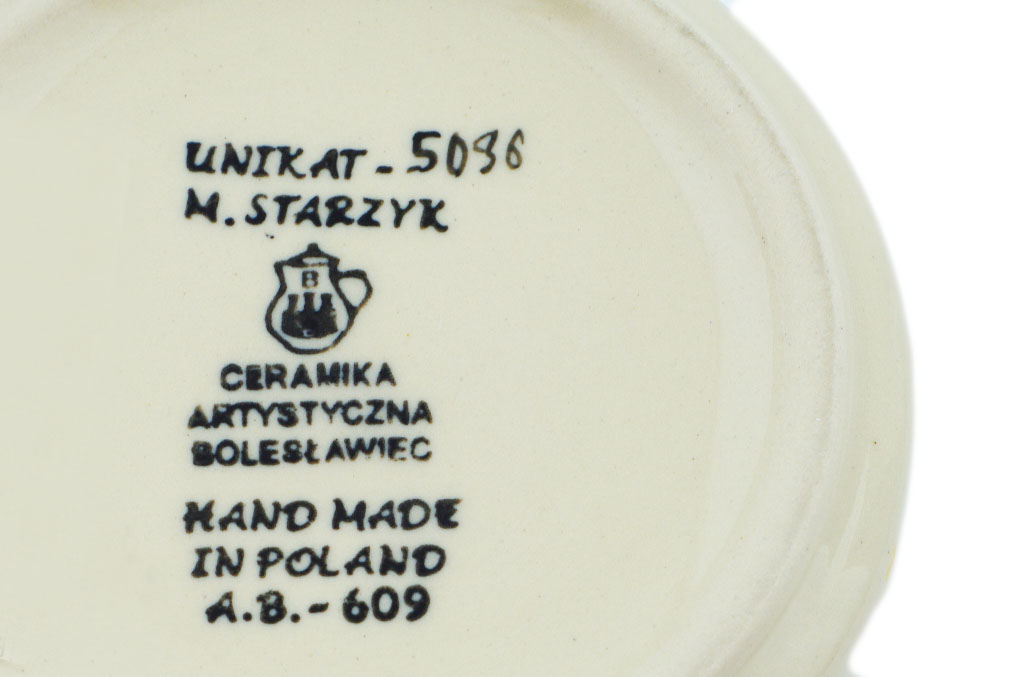 UNIKAT - 5096
M. STARZYK
B
C
CERAMIKA
ARTYSTYCZNA
BOLESŁAWIEC
HAND MADE
IN POLAND
A.B.- 609